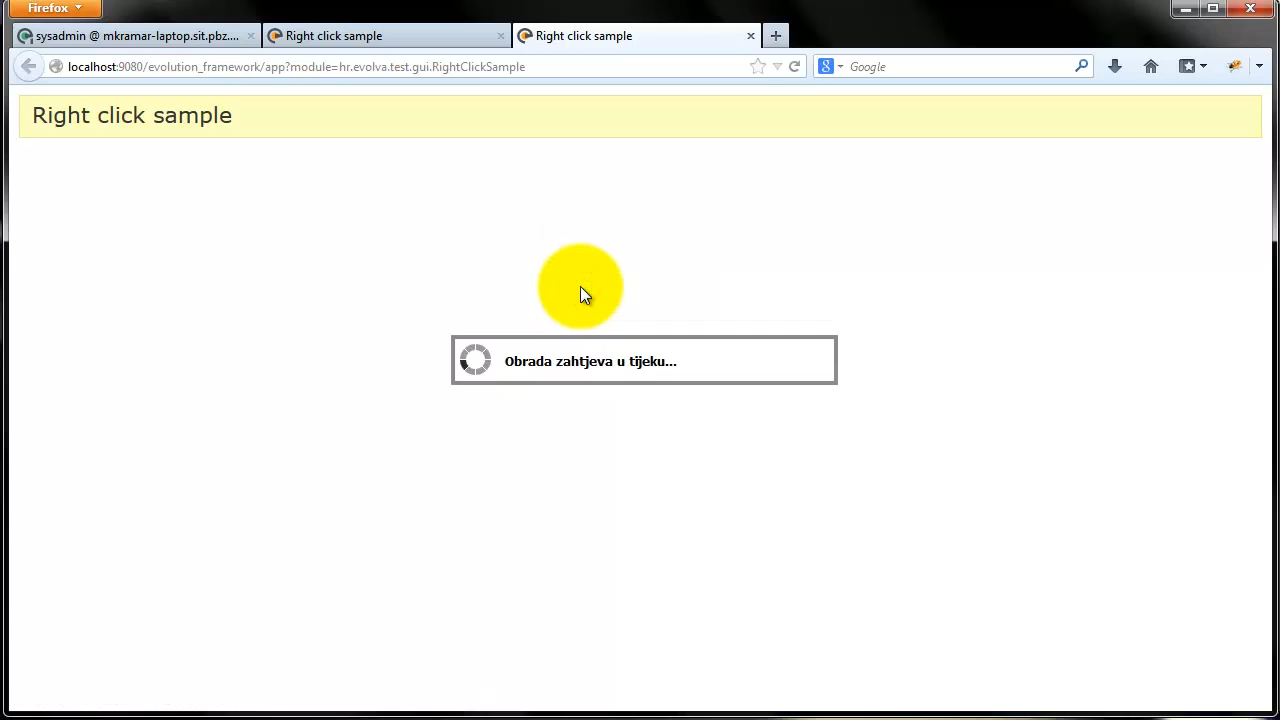 Firefox
sysadmin @ mkramar-laptop.sit.pbz....
Right click sample
Right click sample
localhost:9080/evolution_framework/app?module=hr.evolva.test.gui.RightClickSample
Google
Right click sample
Obrada zahtjeva u tijeku...